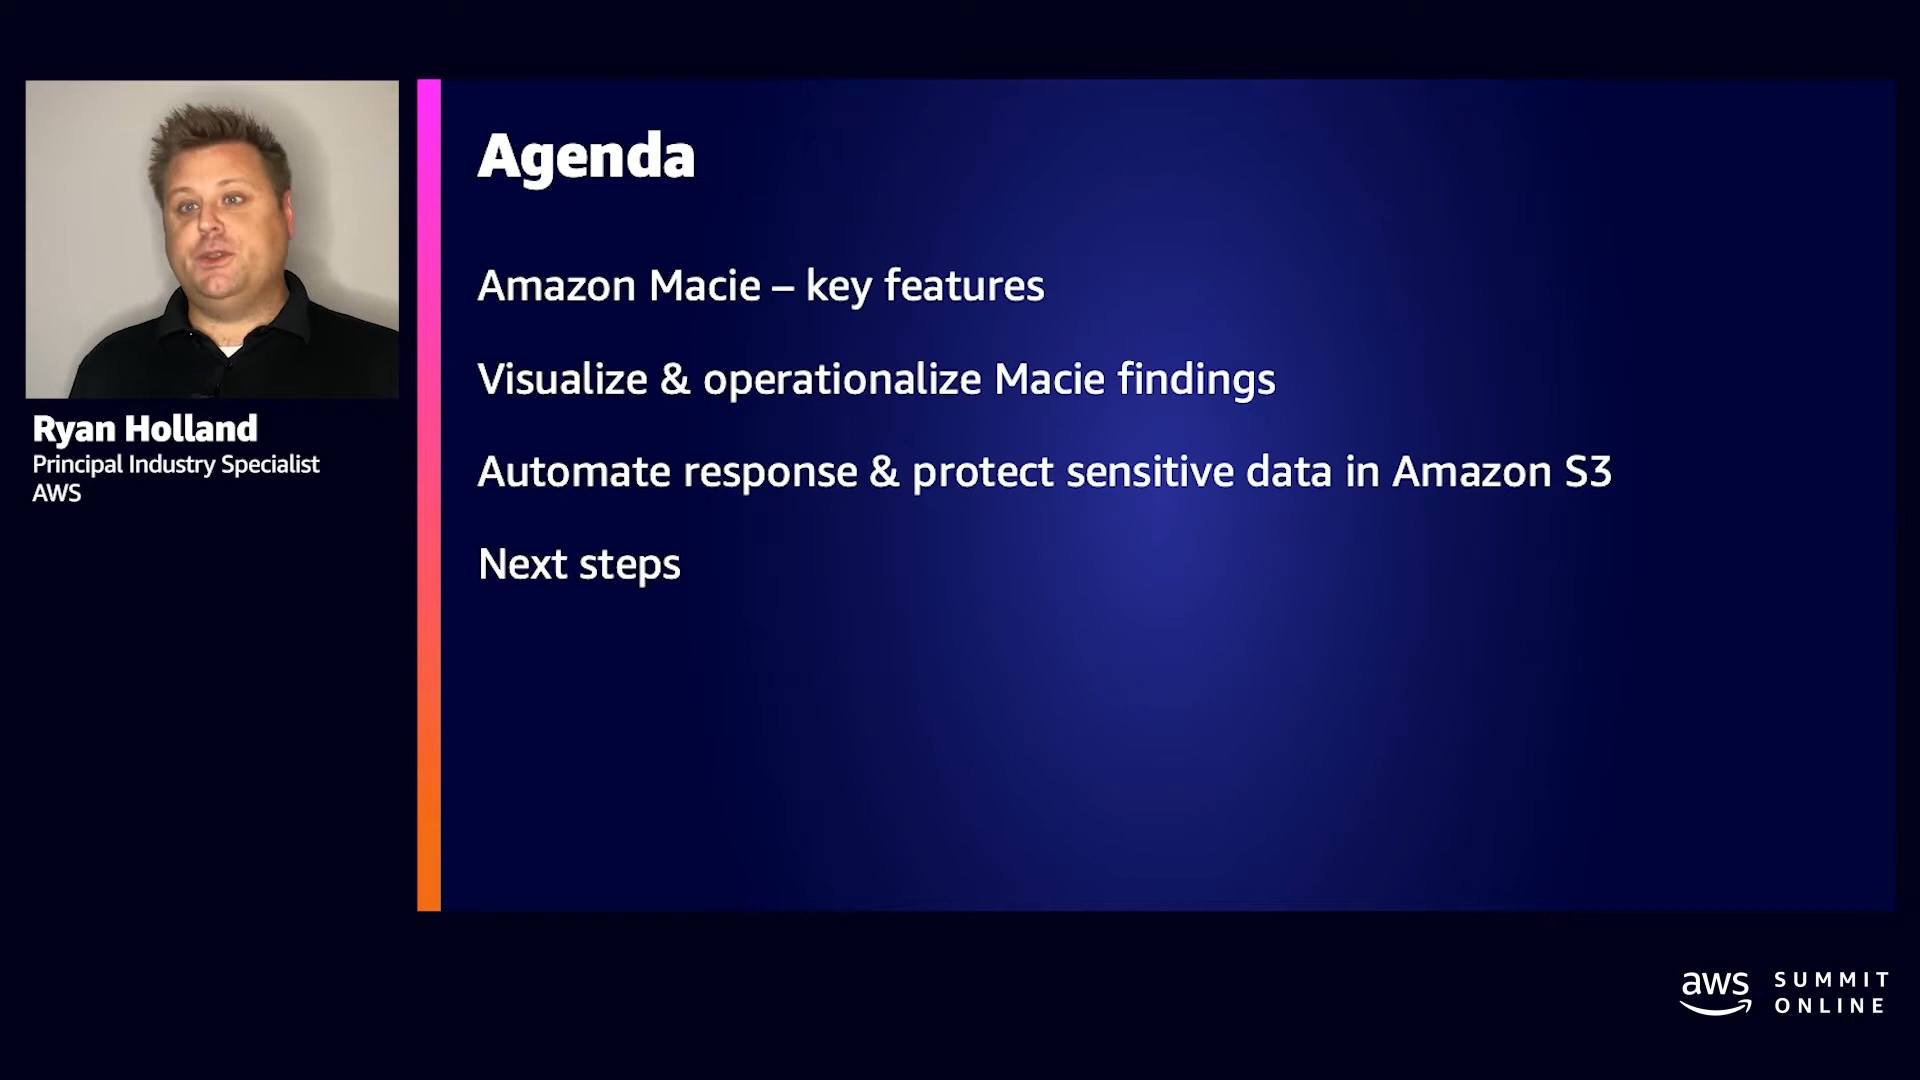 Ryan Holland
Principal Industry Specialist
AWS
Agenda
Amazon Macie – key features
Visualize & operationalize Macie findings
Automate response & protect sensitive data in Amazon S3
Next steps
aws
SUMMIT
ONLINE